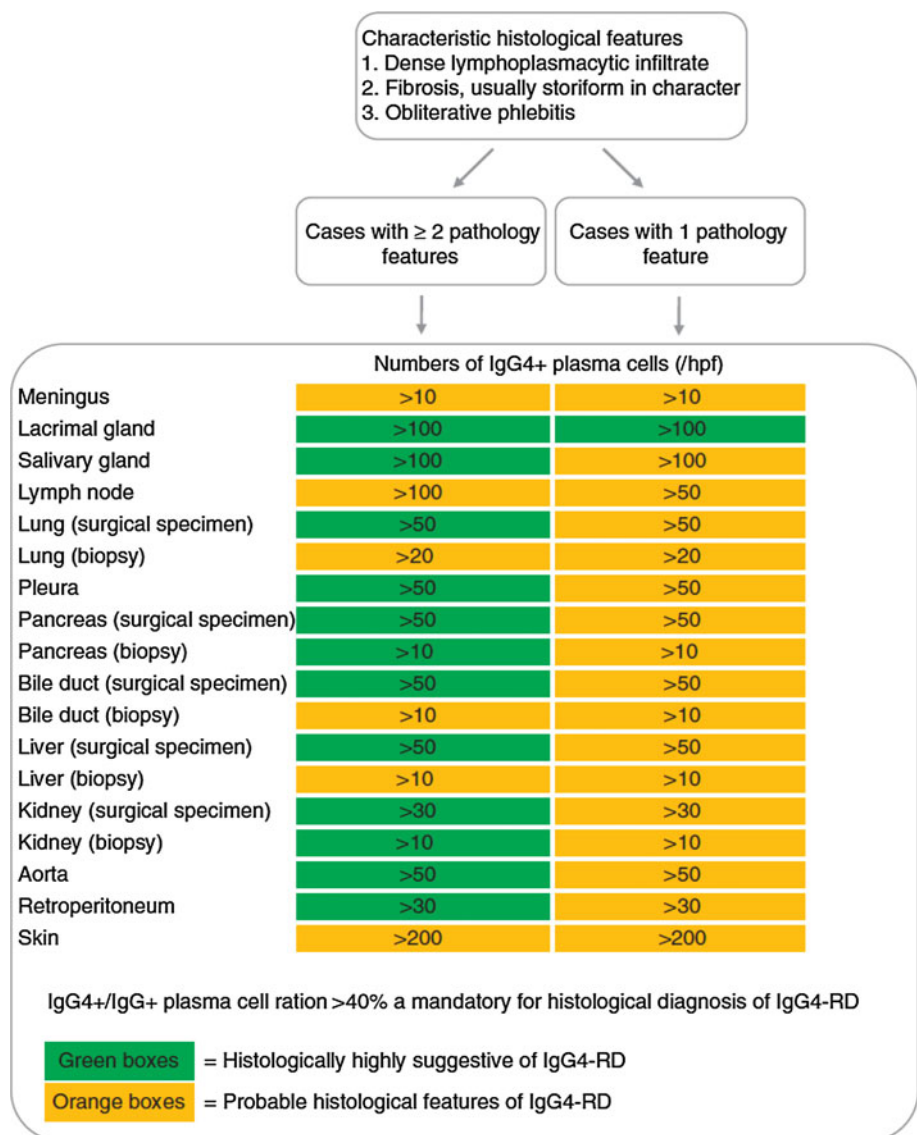 Characteristic histological features
1. Dense lymphoplasmacytic infiltrate
2. Fibrosis, usually storiform in character
3. Obliterative phlebitis
Cases with ≥ 2 pathology
features
Cases with 1 pathology
feature
Numbers of IgG4+ plasma cells (/hpf)
Meningus >10 >10
Lacrimal gland >100 >100
Salivary gland >100 >100
Lymph node >100 >50
Lung (surgical specimen) >50 >50
Lung (biopsy) >20 >20
Pleura >50 >50
Pancreas (surgical specimen) >50 >50
Pancreas (biopsy) >10 >10
Bile duct (surgical specimen) >50 >50
Bile duct (biopsy) >10 >10
Liver (surgical specimen) >50 >50
Liver (biopsy) >10 >10
Kidney (surgical specimen) >30 >30
Kidney (biopsy) >10 >10
Aorta >50 >50
Retroperitoneum >30 >30
Skin >200 >200
IgG4+/IgG+ plasma cell ration >40% a mandatory for histological diagnosis of IgG4-RD
Green boxes = Histologically highly suggestive of IgG4-RD
Orange boxes = Probable histological features of IgG4-RD